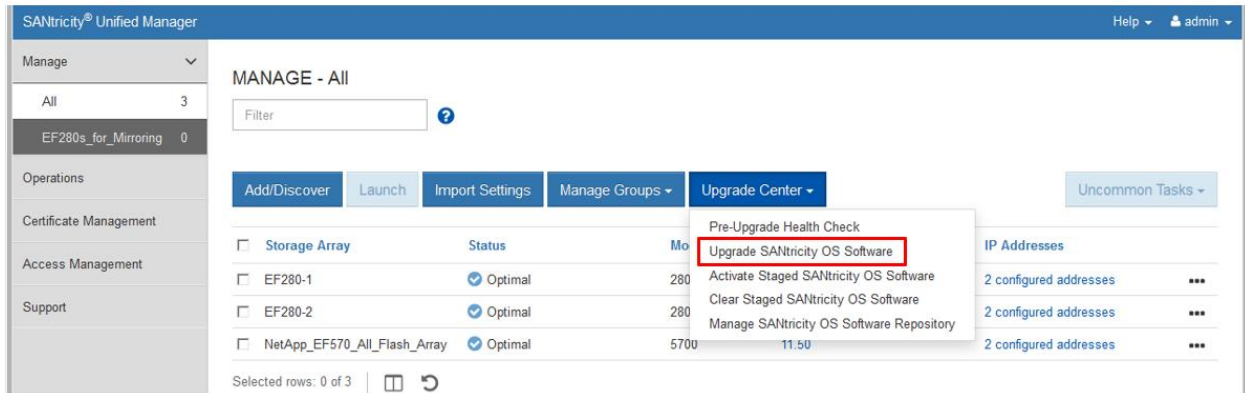 SANtricity® Unified Manager Help admin
Manage
MANAGE - All
All 3
Filter
EF280s_for_Mirroring 0
Operations
Add/Discover Launch Import Settings Manage Groups Upgrade Center Uncommon Tasks
Certificate Management
Pre-Upgrade Health Check
Storage Array Status Mo IP Addresses
Upgrade SANtricity OS Software
Access Management
EF280-1 Optimal 280 2 configured addresses
Activate Staged SANtricity OS Software
Support
EF280-2 Optimal 280 2 configured addresses
Clear Staged SANtricity OS Software
Manage SANtricity OS Software Repository
NetApp_EF570_All_Flash_Array Optimal 5700 11.50 2 configured addresses
Selected rows: 0 of 3